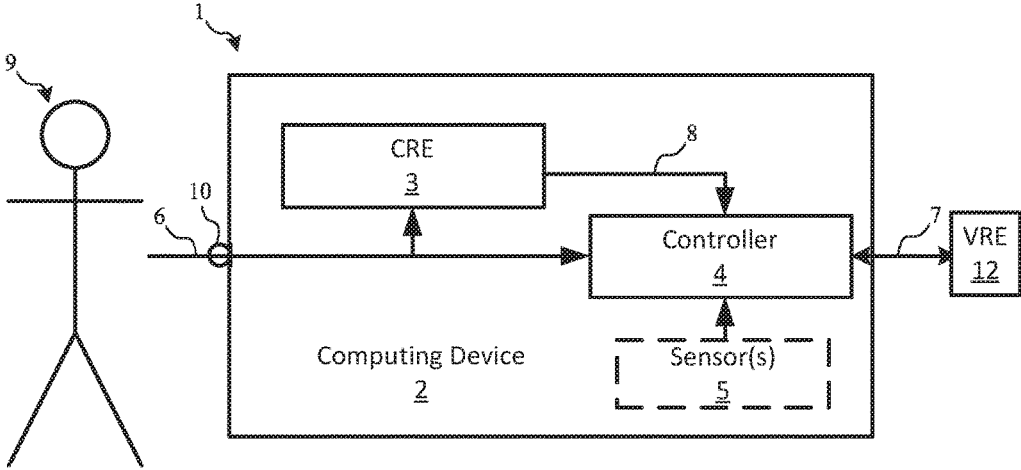 1
9
CRE
3
8
6
10
Controller
4
7
VRE
12
Computing Device
2
Sensor(s)
5